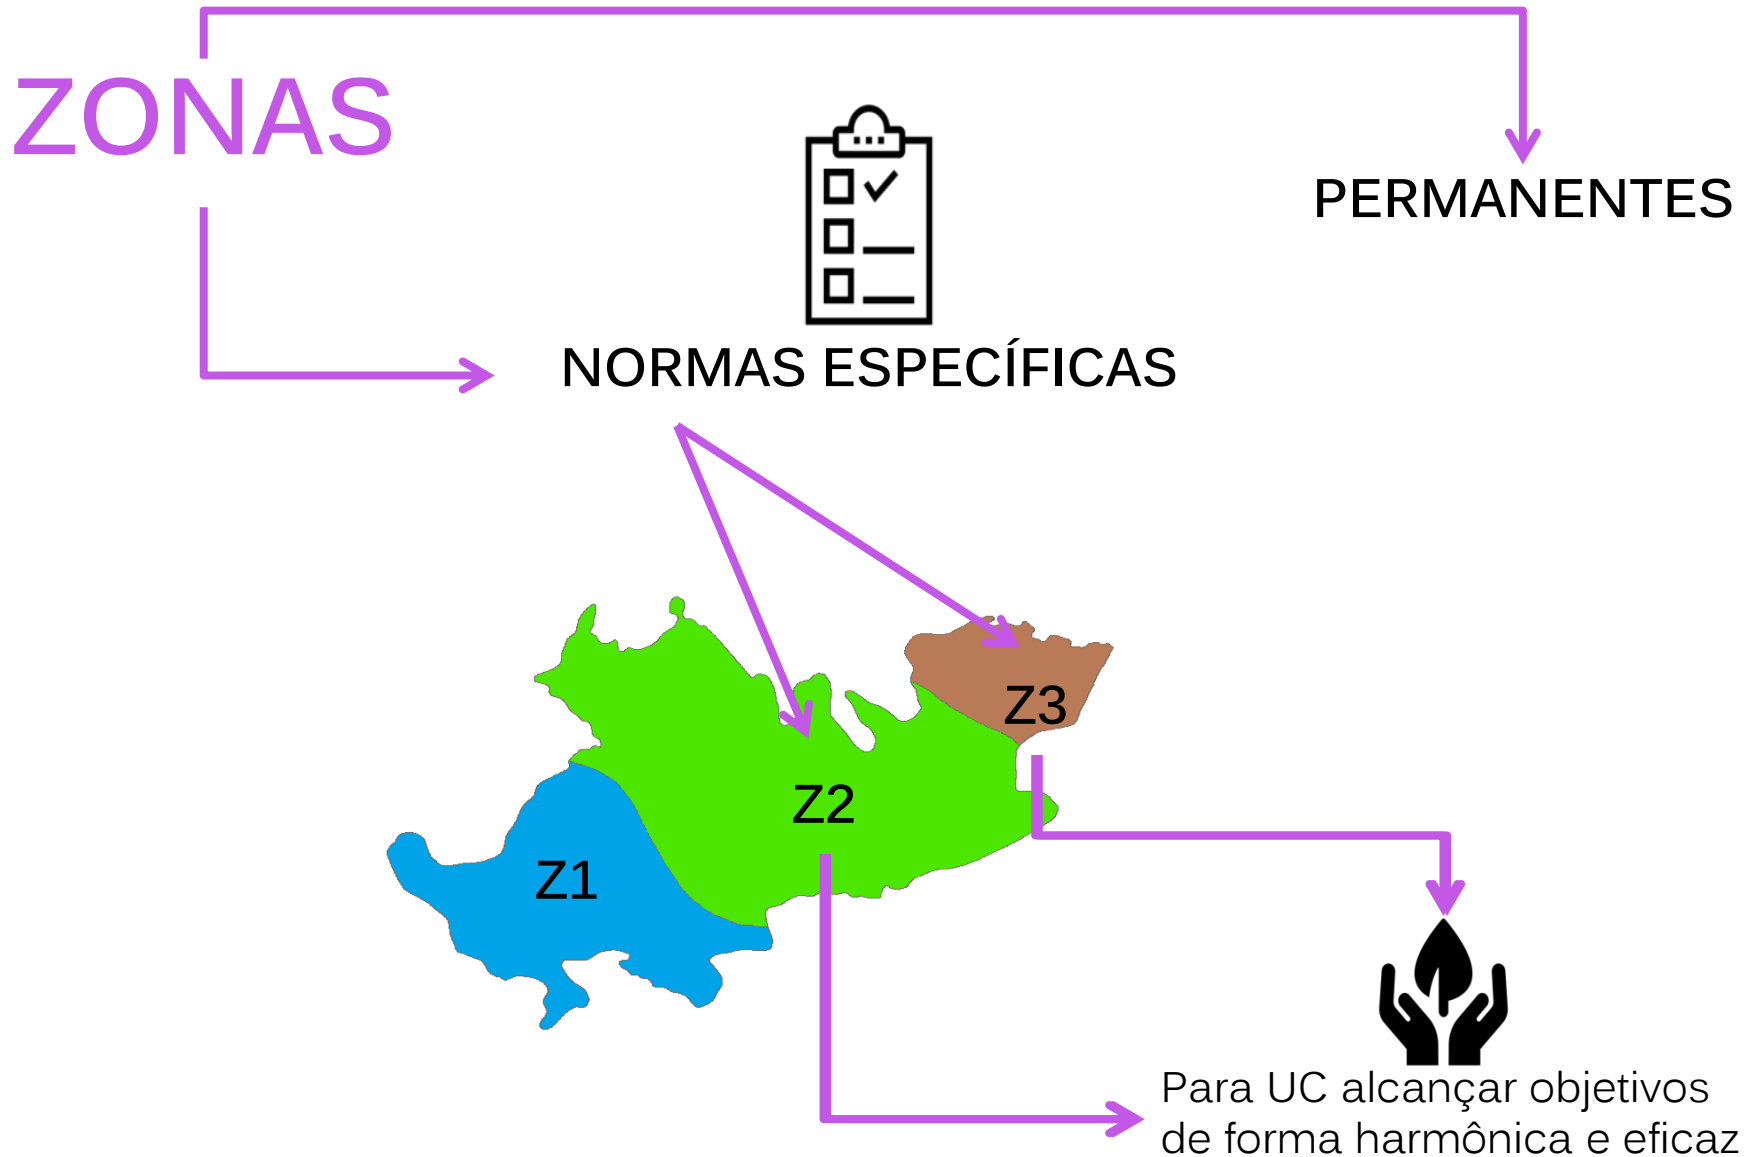 ZONAS
PERMANENTES
NORMAS ESPECÍFICAS
Z3
Z2
Z1
Para UC alcançar objetivos
de forma harmônica e eficaz